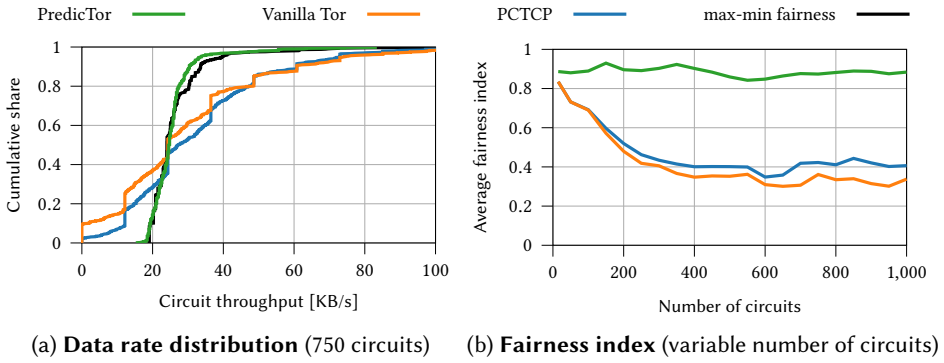 PredicTor Vanilla Tor PCTCP max-min fairness
1
0.8
0.6
0.4
0.2
0
Cumulative share
0 20 40 60 80 100
Circuit throughput [KB/s]
(a) Data rate distribution (750 circuits)
1
0.8
0.6
0.4
0.2
0
Average fairness index
0 200 400 600 800 1,000
Number of circuits
(b) Fairness index (variable number of circuits)